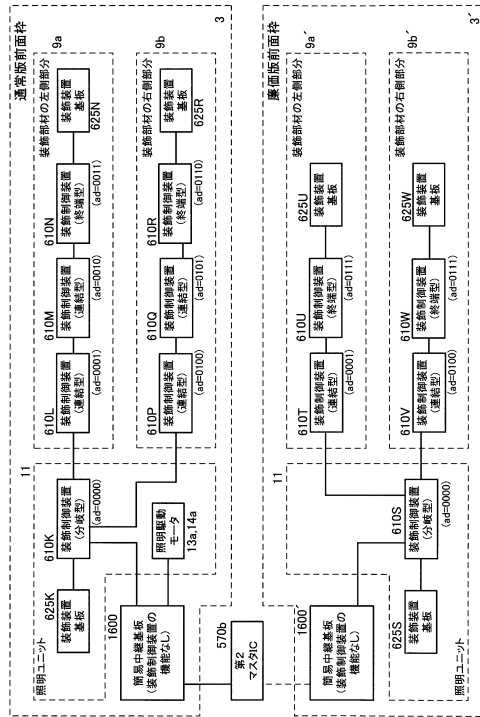 通常版前面枠
3
9a
装飾部材の左側部分
装飾装置
基板
625N
610N
装飾制御装置
(終端型)
(ad=0011)
610M
装飾制御装置
(連結型)
(ad=0010)
610L
装飾制御装置
(連結型)
(ad=0001)
9b
装飾部材の右側部分
装飾装置
基板
625R
610R
装飾制御装置
(終端型)
(ad=0110)
610Q
装飾制御装置
(連結型)
(ad=0101)
610P
装飾制御装置
(連結型)
(ad=0100)
11
照明ユニット
610K
装飾制御装置
(分岐型)
(ad=0000)
625K
装飾装置
基板
照明駆動
モータ
13a,14a
1600
簡易中継基板
(装飾制御装置の
機能なし)
570b
第2
マスタIC
廉価版前面枠
3´
9a´
装飾部材の左側部分
625U
装飾装置
基板
610U
装飾制御装置
(終端型)
(ad=0111)
610T
装飾制御装置
(連結型)
(ad=0001)
9b´
装飾部材の右側部分
625W
装飾装置
基板
610W
装飾制御装置
(終端型)
(ad=0111)
610V
装飾制御装置
(連結型)
(ad=0100)
11
照明ユニット
610S
装飾制御装置
(分岐型)
(ad=0000)
625S
装飾装置
基板
1600´
簡易中継基板
(装飾制御装置の
機能なし)